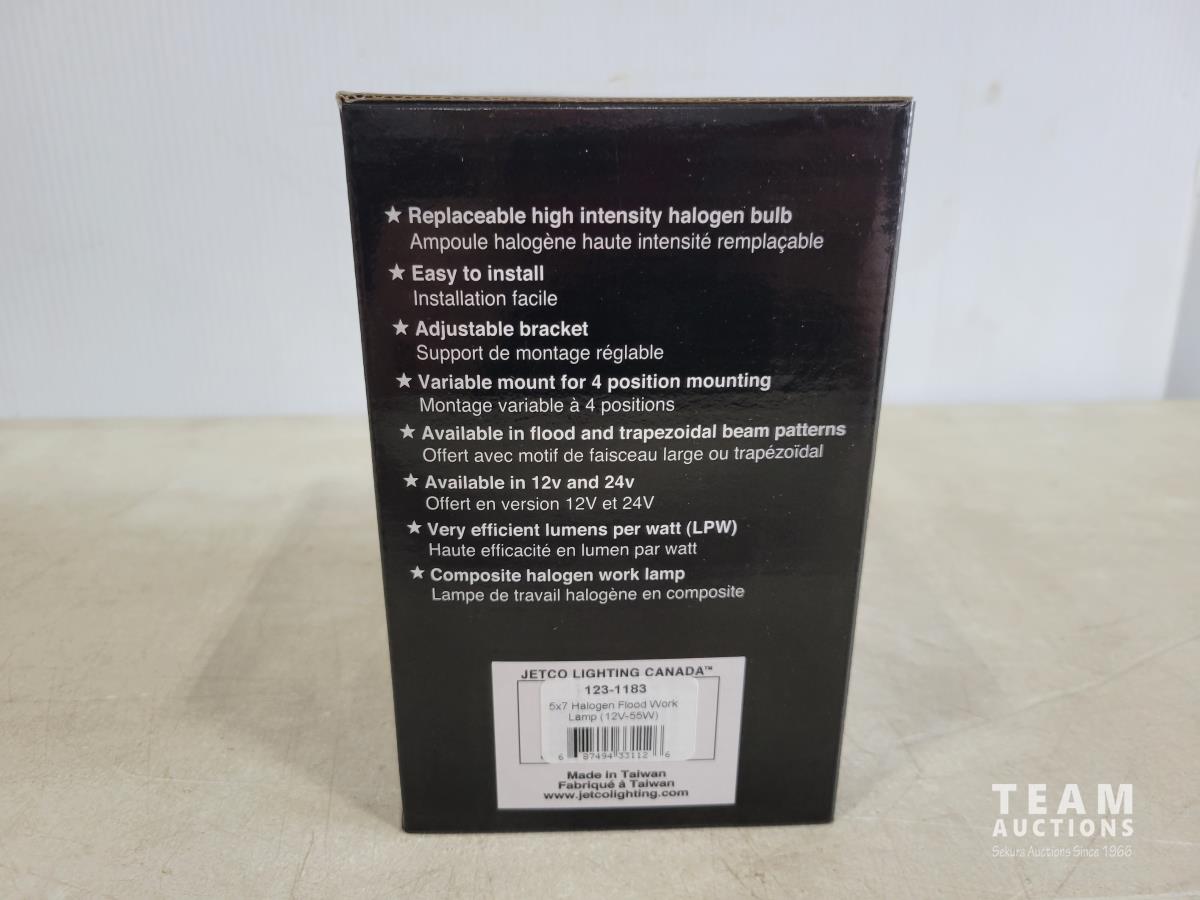 ★ Replaceable high intensity halogen bulb
Ampoule halogène haute intensité remplaçable
★ Easy to install
Installation facile
★ Adjustable bracket
Support de montage réglable
★ Variable mount for 4 position mounting
Montage variable à 4 positions
★ Available in flood and trapezoidal beam patterns
Offert avec motif de faisceau large ou trapézoïdal
★ Available in 12v and 24v
Offert en version 12V et 24V
★ Very efficient lumens per watt (LPW)
Haute efficacité en lumen par watt
★ Composite halogen work lamp
Lampe de travail halogène en composite
JETCO LIGHTING CANADA™
123-1183
5x7 Halogen Flood Work
Lamp (12V-55W)
6 87494 33112 6
Made in Taiwan
Fabriqué à Taiwan
www.jetcolighting.com
TEAM
AUCTIONS
Sekura Auctions Since 1966